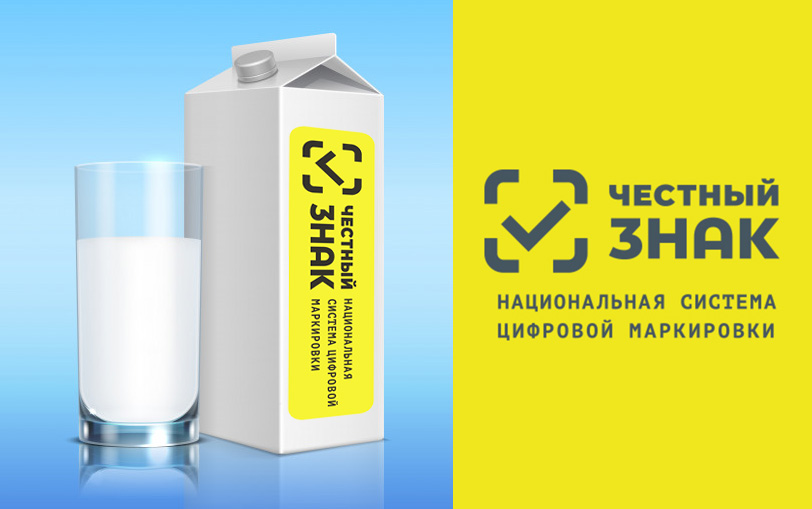 ЧЕСТНЫЙ
ЗНАК
НАЦИОНАЛЬНАЯ
СИСТЕМА ЦИФРОВОЙ
МАРКИРОВКИ
ЧЕСТНЫЙ
ЗНАК
НАЦИОНАЛЬНАЯ СИСТЕМА
ЦИФРОВОЙ МАРКИРОВКИ